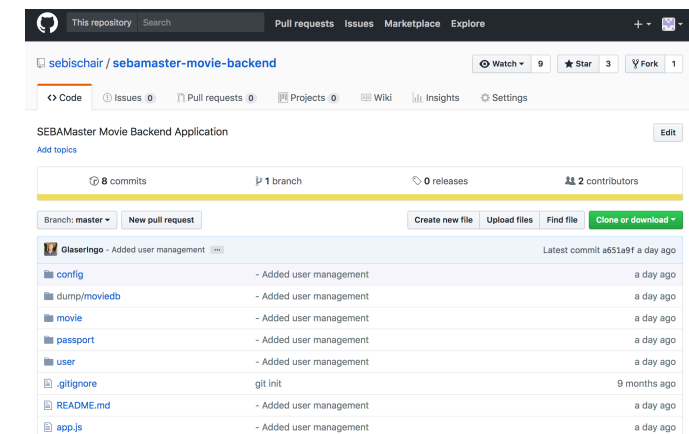 This repository Search Pull requests Issues Marketplace Explore
sebischair / sebamaster-movie-backend Watch 9 Star 3 Fork 1
Code Issues 0 Pull requests 0 Projects 0 Wiki Insights Settings
SEBAMaster Movie Backend Application Edit
Add topics
8 commits 1 branch 0 releases 2 contributors
Branch: master New pull request Create new file Upload files Find file Clone or download
GlaserIngo - Added user management ... Latest commit a651a9f a day ago
config - Added user management a day ago
dump/moviedb - Added user management a day ago
movie - Added user management a day ago
passport - Added user management a day ago
user - Added user management a day ago
.gitignore git init 9 months ago
README.md - Added user management a day ago
app.js - Added user management a day ago